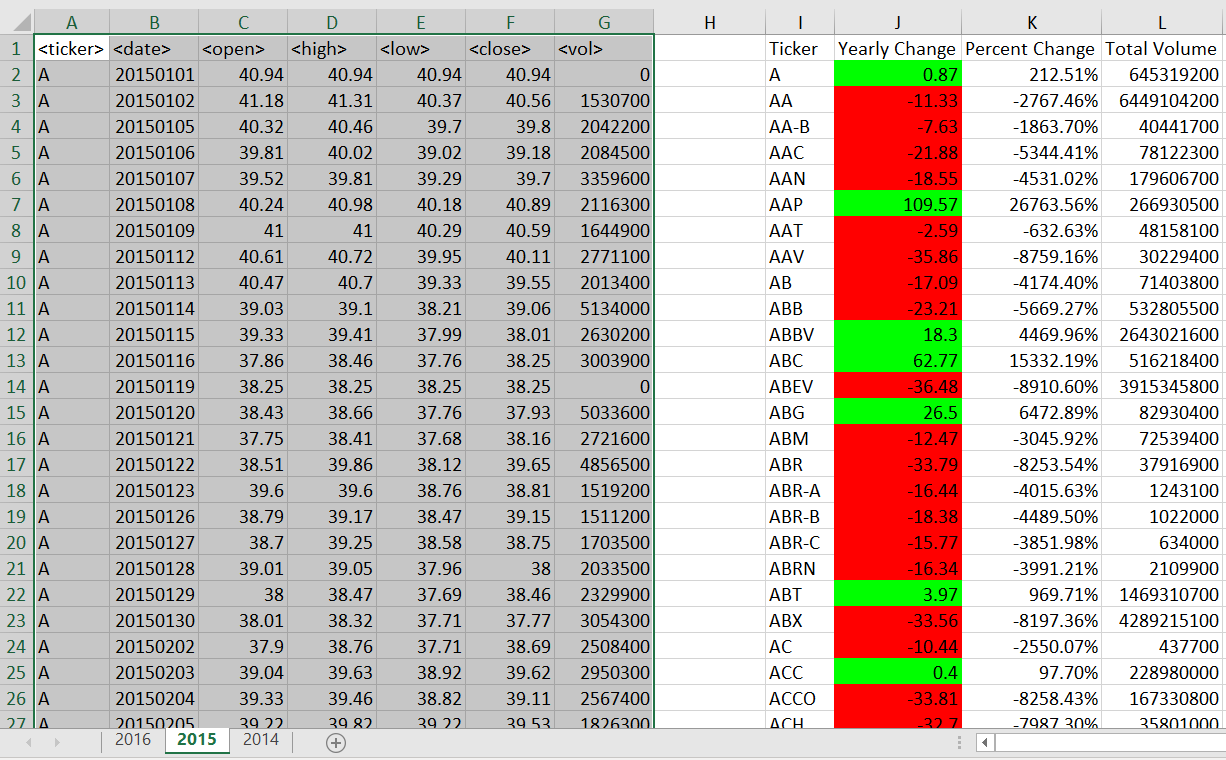 A B C D E F G H I J K L
1 <ticker> <date> <open> <high> <low> <close> <vol> Ticker Yearly Change Percent Change Total Volume
2 A 20150101 40.94 40.94 40.94 40.94 0 A 0.87 212.51% 645319200
3 A 20150102 41.18 41.31 40.37 40.56 1530700 AA -11.33 -2767.46% 6449104200
4 A 20150105 40.32 40.46 39.7 39.8 2042200 AA-B -7.63 -1863.70% 40441700
5 A 20150106 39.81 40.02 39.02 39.18 2084500 AAC -21.88 -5344.41% 78122300
6 A 20150107 39.52 39.81 39.29 39.7 3359600 AAN -18.55 -4531.02% 179606700
7 A 20150108 40.24 40.98 40.18 40.89 2116300 AAP 109.57 26763.56% 266930500
8 A 20150109 41 41 40.29 40.59 1644900 AAT -2.59 -632.63% 48158100
9 A 20150112 40.61 40.72 39.95 40.11 2771100 AAV -35.86 -8759.16% 30229400
10 A 20150113 40.47 40.7 39.33 39.55 2013400 AB -17.09 -4174.40% 71403800
11 A 20150114 39.03 39.1 38.21 39.06 5134000 ABB -23.21 -5669.27% 532805500
12 A 20150115 39.33 39.41 37.99 38.01 2630200 ABBV 18.3 4469.96% 2643021600
13 A 20150116 37.86 38.46 37.76 38.25 3003900 ABC 62.77 15332.19% 516218400
14 A 20150119 38.25 38.25 38.25 38.25 0 ABEV -36.48 -8910.60% 3915345800
15 A 20150120 38.43 38.66 37.76 37.93 5033600 ABG 26.5 6472.89% 82930400
16 A 20150121 37.75 38.41 37.68 38.16 2721600 ABM -12.47 -3045.92% 72539400
17 A 20150122 38.51 39.86 38.12 39.65 4856500 ABR -33.79 -8253.54% 37916900
18 A 20150123 39.6 39.6 38.76 38.81 1519200 ABR-A -16.44 -4015.63% 1243100
19 A 20150126 38.79 39.17 38.47 39.15 1511200 ABR-B -18.38 -4489.50% 1022000
20 A 20150127 38.7 39.25 38.58 38.75 1703500 ABR-C -15.77 -3851.98% 634000
21 A 20150128 39.01 39.05 37.96 38 2033500 ABRN -16.34 -3991.21% 2109900
22 A 20150129 38 38.47 37.69 38.46 2329900 ABT 3.97 969.71% 1469310700
23 A 20150130 38.01 38.32 37.71 37.77 3054300 ABX -33.56 -8197.36% 4289215100
24 A 20150202 37.9 38.76 37.71 38.69 2508400 AC -10.44 -2550.07% 437700
25 A 20150203 39.04 39.63 38.92 39.62 2950300 ACC 0.4 97.70% 228980000
26 A 20150204 39.33 39.46 38.82 39.11 2567400 ACCO -33.81 -8258.43% 167330800
27 A 20150205 39.22 39.82 39.22 39.53 1826300 ACH -32.7 -7987.30% 35801000
2016 2015 2014